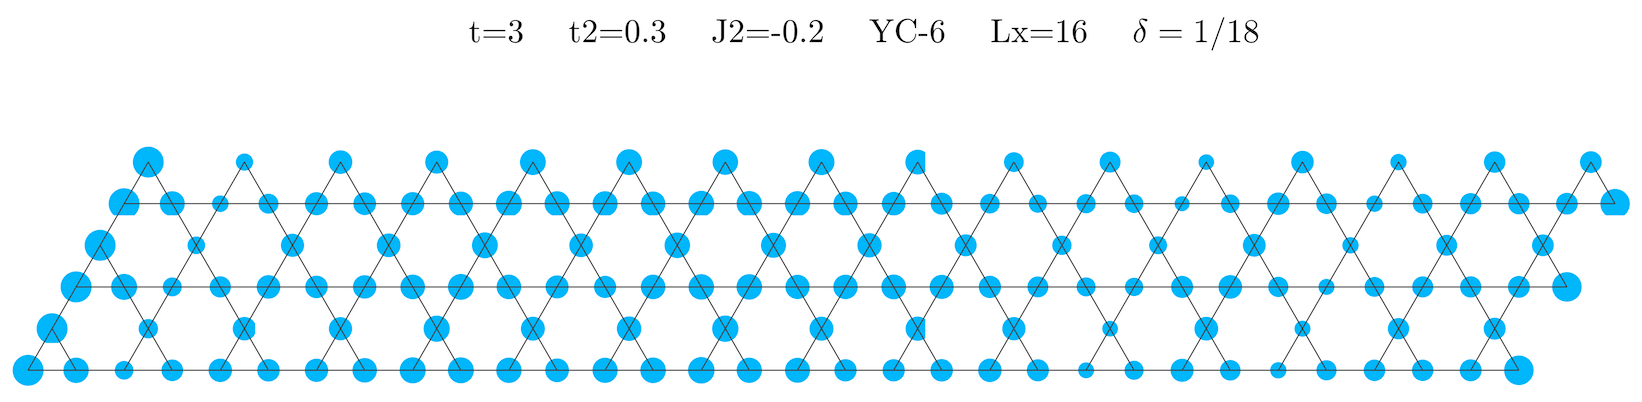 t=3 t2=0.3 J2=-0.2 YC-6 Lx=16 δ = 1/18